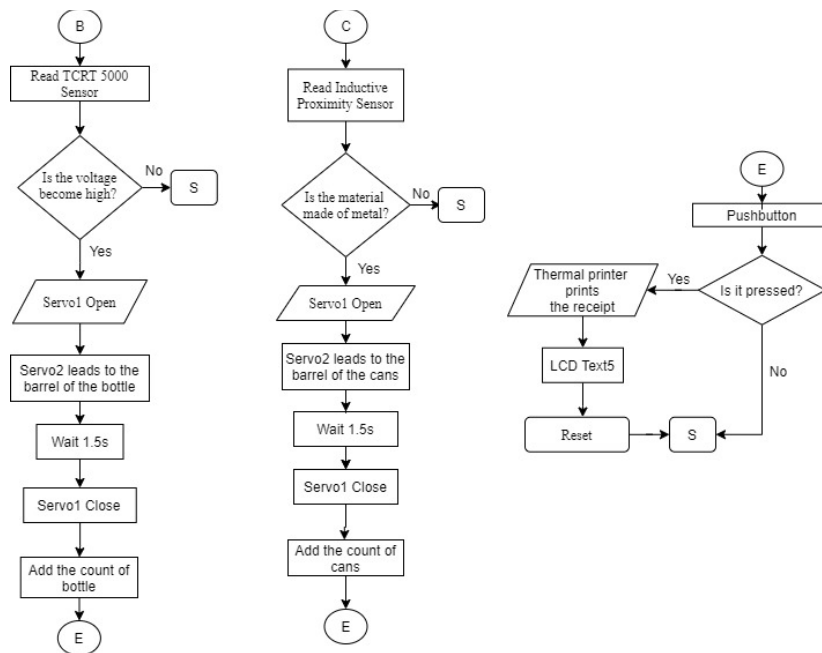 B
Read TCRT 5000
Sensor
Is the voltage
become high?
No
S
Yes
Servo1 Open
Servo2 leads to the
barrel of the bottle
Wait 1.5s
Servo1 Close
Add the count of
bottle
E
C
Read Inductive
Proximity Sensor
Is the material
made of metal?
No
S
Yes
Servo1 Open
Servo2 leads to the
barrel of the cans
Wait 1.5s
Servo1 Close
Add the count of
cans
E
E
Pushbutton
Is it pressed?
Yes
Thermal printer
prints
the receipt
LCD Text5
Reset
S
No